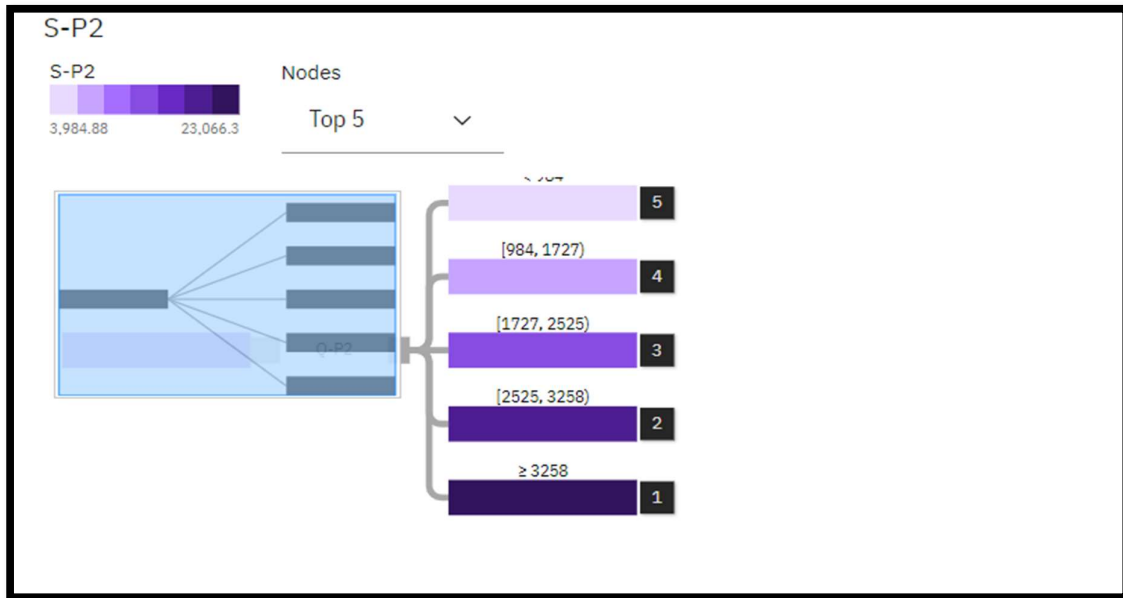 S-P2
S-P2
Nodes
Top 5
3,984.88
23,066.3
5
[984, 1727)
4
[1727, 2525)
Q-P2
3
[2525, 3258)
2
≥ 3258
1